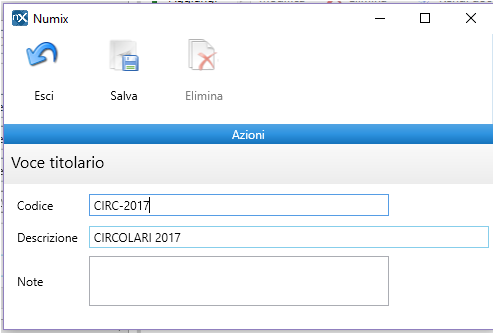 Numix
Esci Salva Elimina
Azioni
Voce titolario
Codice CIRC-2017
Descrizione CIRCOLARI 2017
Note